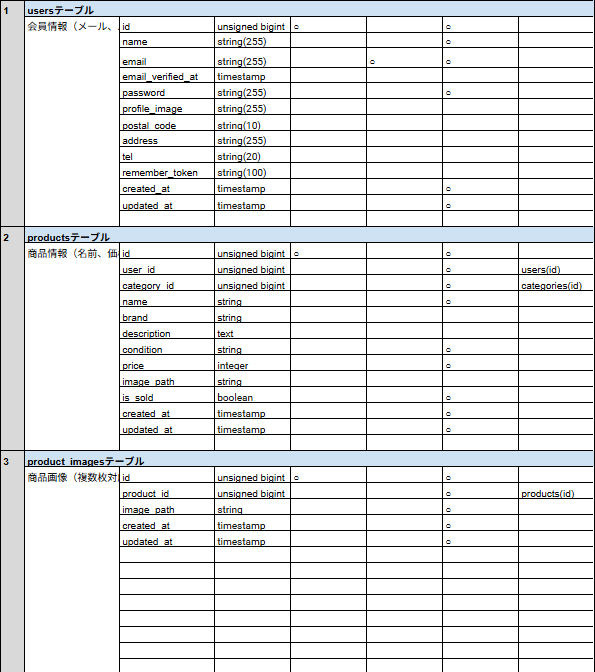 1 usersテーブル
会員情報（メール、 id unsigned bigint ○ ○
name string(255) ○
email string(255) ○ ○
email_verified_at timestamp
password string(255) ○
profile_image string(255)
postal_code string(10)
address string(255)
tel string(20)
remember_token string(100)
created_at timestamp ○
updated_at timestamp ○
2 productsテーブル
商品情報（名前、価 id unsigned bigint ○ ○
user_id unsigned bigint ○ users(id)
category_id unsigned bigint ○ categories(id)
name string ○
brand string
description text
condition string ○
price integer ○
image_path string
is_sold boolean ○
created_at timestamp ○
updated_at timestamp ○
3 product_imagesテーブル
商品画像（複数枚対 id unsigned bigint ○ ○
product_id unsigned bigint ○ products(id)
image_path string ○
created_at timestamp ○
updated_at timestamp ○